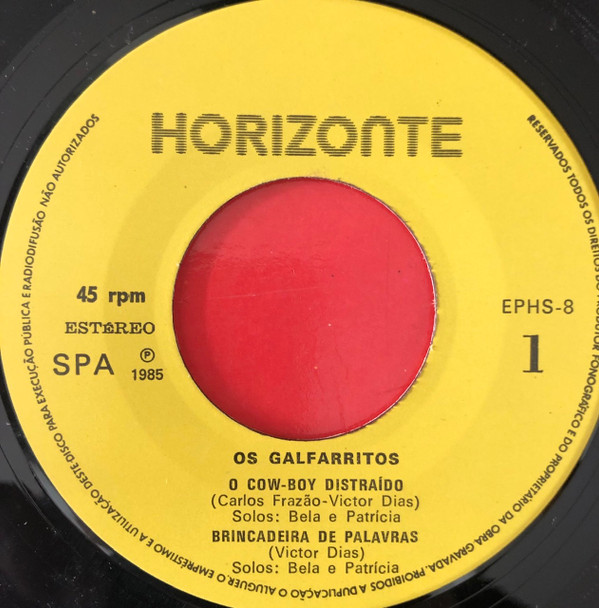 HORIZONTE
45 rpm
ESTÉREO
SPA ℗ 1985
EPHS-8
1
OS GALFARRITOS
O COW-BOY DISTRAÍDO
(Carlos Frazão-Victor Dias)
Solos: Bela e Patrícia
BRINCADEIRA DE PALAVRAS
(Victor Dias)
Solos: Bela e Patrícia
RESERVADOS TODOS OS DIREITOS DO PRODUTOR FONOGRÁFICO E DO PROPRIETÁRIO DA OBRA GRAVADA. PROIBIDOS A DUPLICAÇÃO O ALUGUER O EMPRÉSTIMO E A UTILIZAÇÃO DESTE DISCO PARA EXECUÇÃO PÚBLICA E RADIODIFUSÃO NÃO AUTORIZADOS